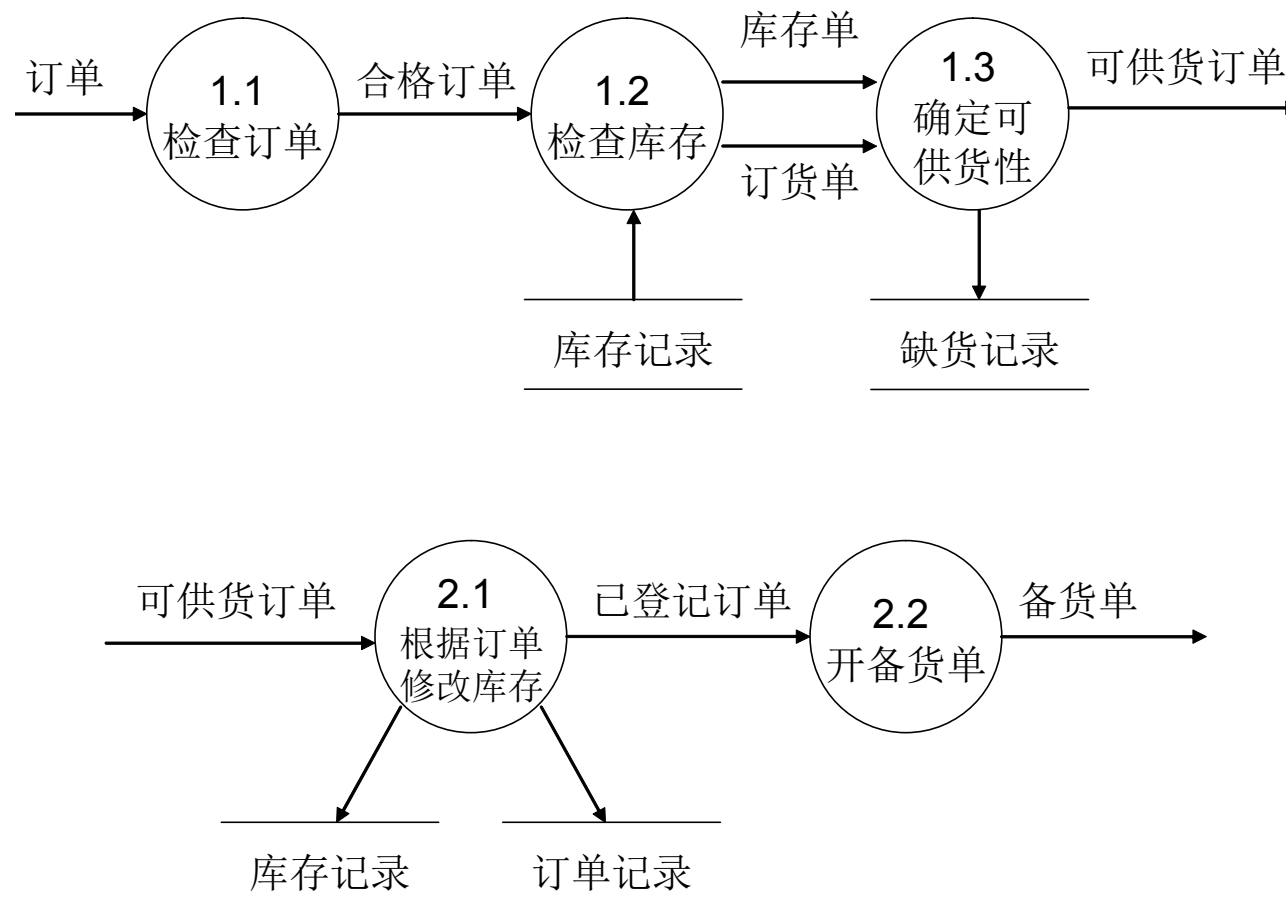 订单
1.1
检查订单
合格订单
1.2
检查库存
库存单
订货单
1.3
确定可
供货性
可供货订单
库存记录
缺货记录
可供货订单
2.1
根据订单
修改库存
已登记订单
2.2
开备货单
备货单
库存记录
订单记录